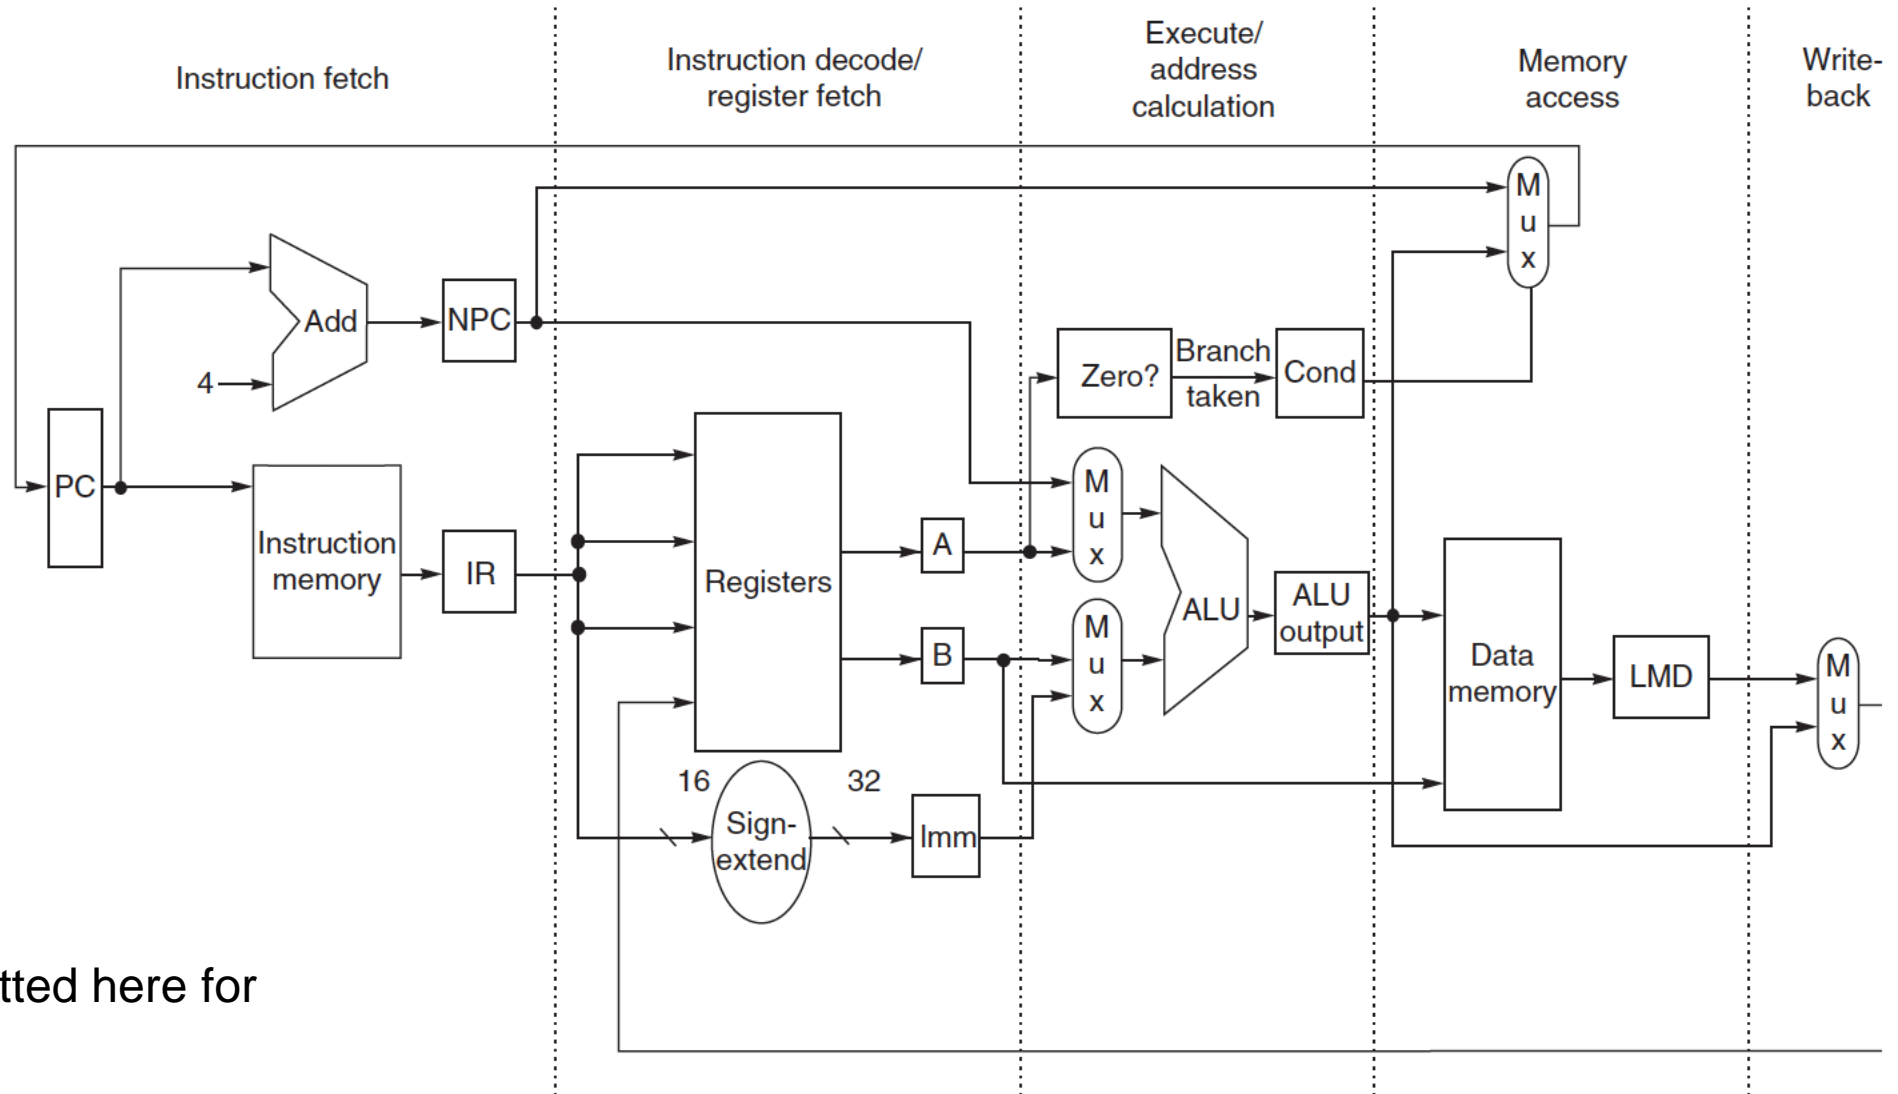 Instruction fetch
Instruction decode/
register fetch
Execute/
address
calculation
Memory
access
Write-
back
M
u
x
Add
NPC
4
Zero?
Branch
taken
Cond
PC
Instruction
memory
IR
Registers
A
B
M
u
x
M
u
x
ALU
ALU
output
Data
memory
LMD
M
u
x
16
32
Sign-
extend
Imm
tted here for